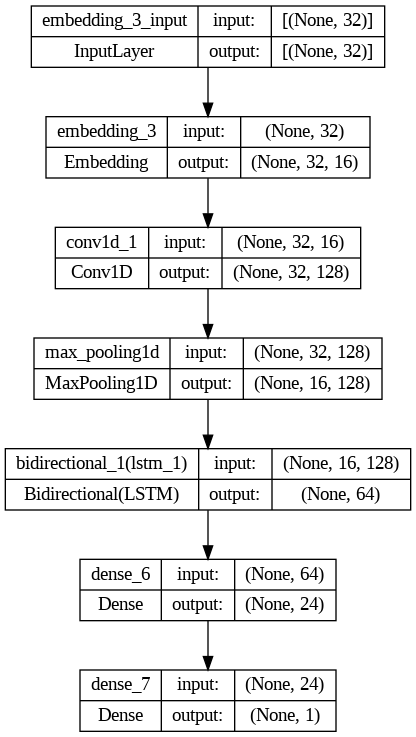 embedding_3_input input: [(None, 32)]
InputLayer output: [(None, 32)]
embedding_3 input: (None, 32)
Embedding output: (None, 32, 16)
conv1d_1 input: (None, 32, 16)
Conv1D output: (None, 32, 128)
max_pooling1d input: (None, 32, 128)
MaxPooling1D output: (None, 16, 128)
bidirectional_1(lstm_1) input: (None, 16, 128)
Bidirectional(LSTM) output: (None, 64)
dense_6 input: (None, 64)
Dense output: (None, 24)
dense_7 input: (None, 24)
Dense output: (None, 1)